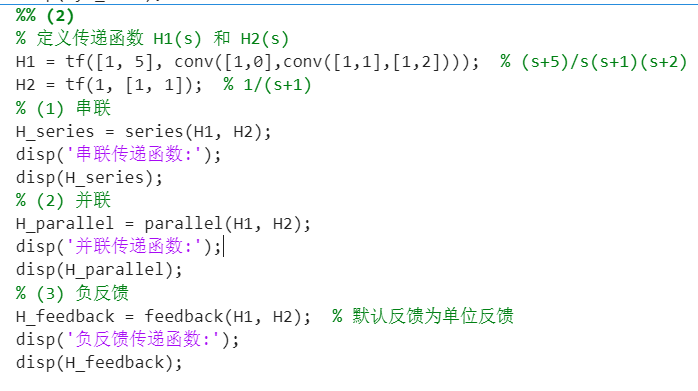 %% (2)
% 定义传递函数 H1(s) 和 H2(s)
H1 = tf([1, 5], conv([1,0],conv([1,1],[1,2])));  % (s+5)/s(s+1)(s+2)
H2 = tf(1, [1, 1]);  % 1/(s+1)
% (1) 串联
H_series = series(H1, H2);
disp('串联传递函数:');
disp(H_series);
% (2) 并联
H_parallel = parallel(H1, H2);
disp('并联传递函数:');
disp(H_parallel);
% (3) 负反馈
H_feedback = feedback(H1, H2);  % 默认反馈为单位反馈
disp('负反馈传递函数:');
disp(H_feedback);